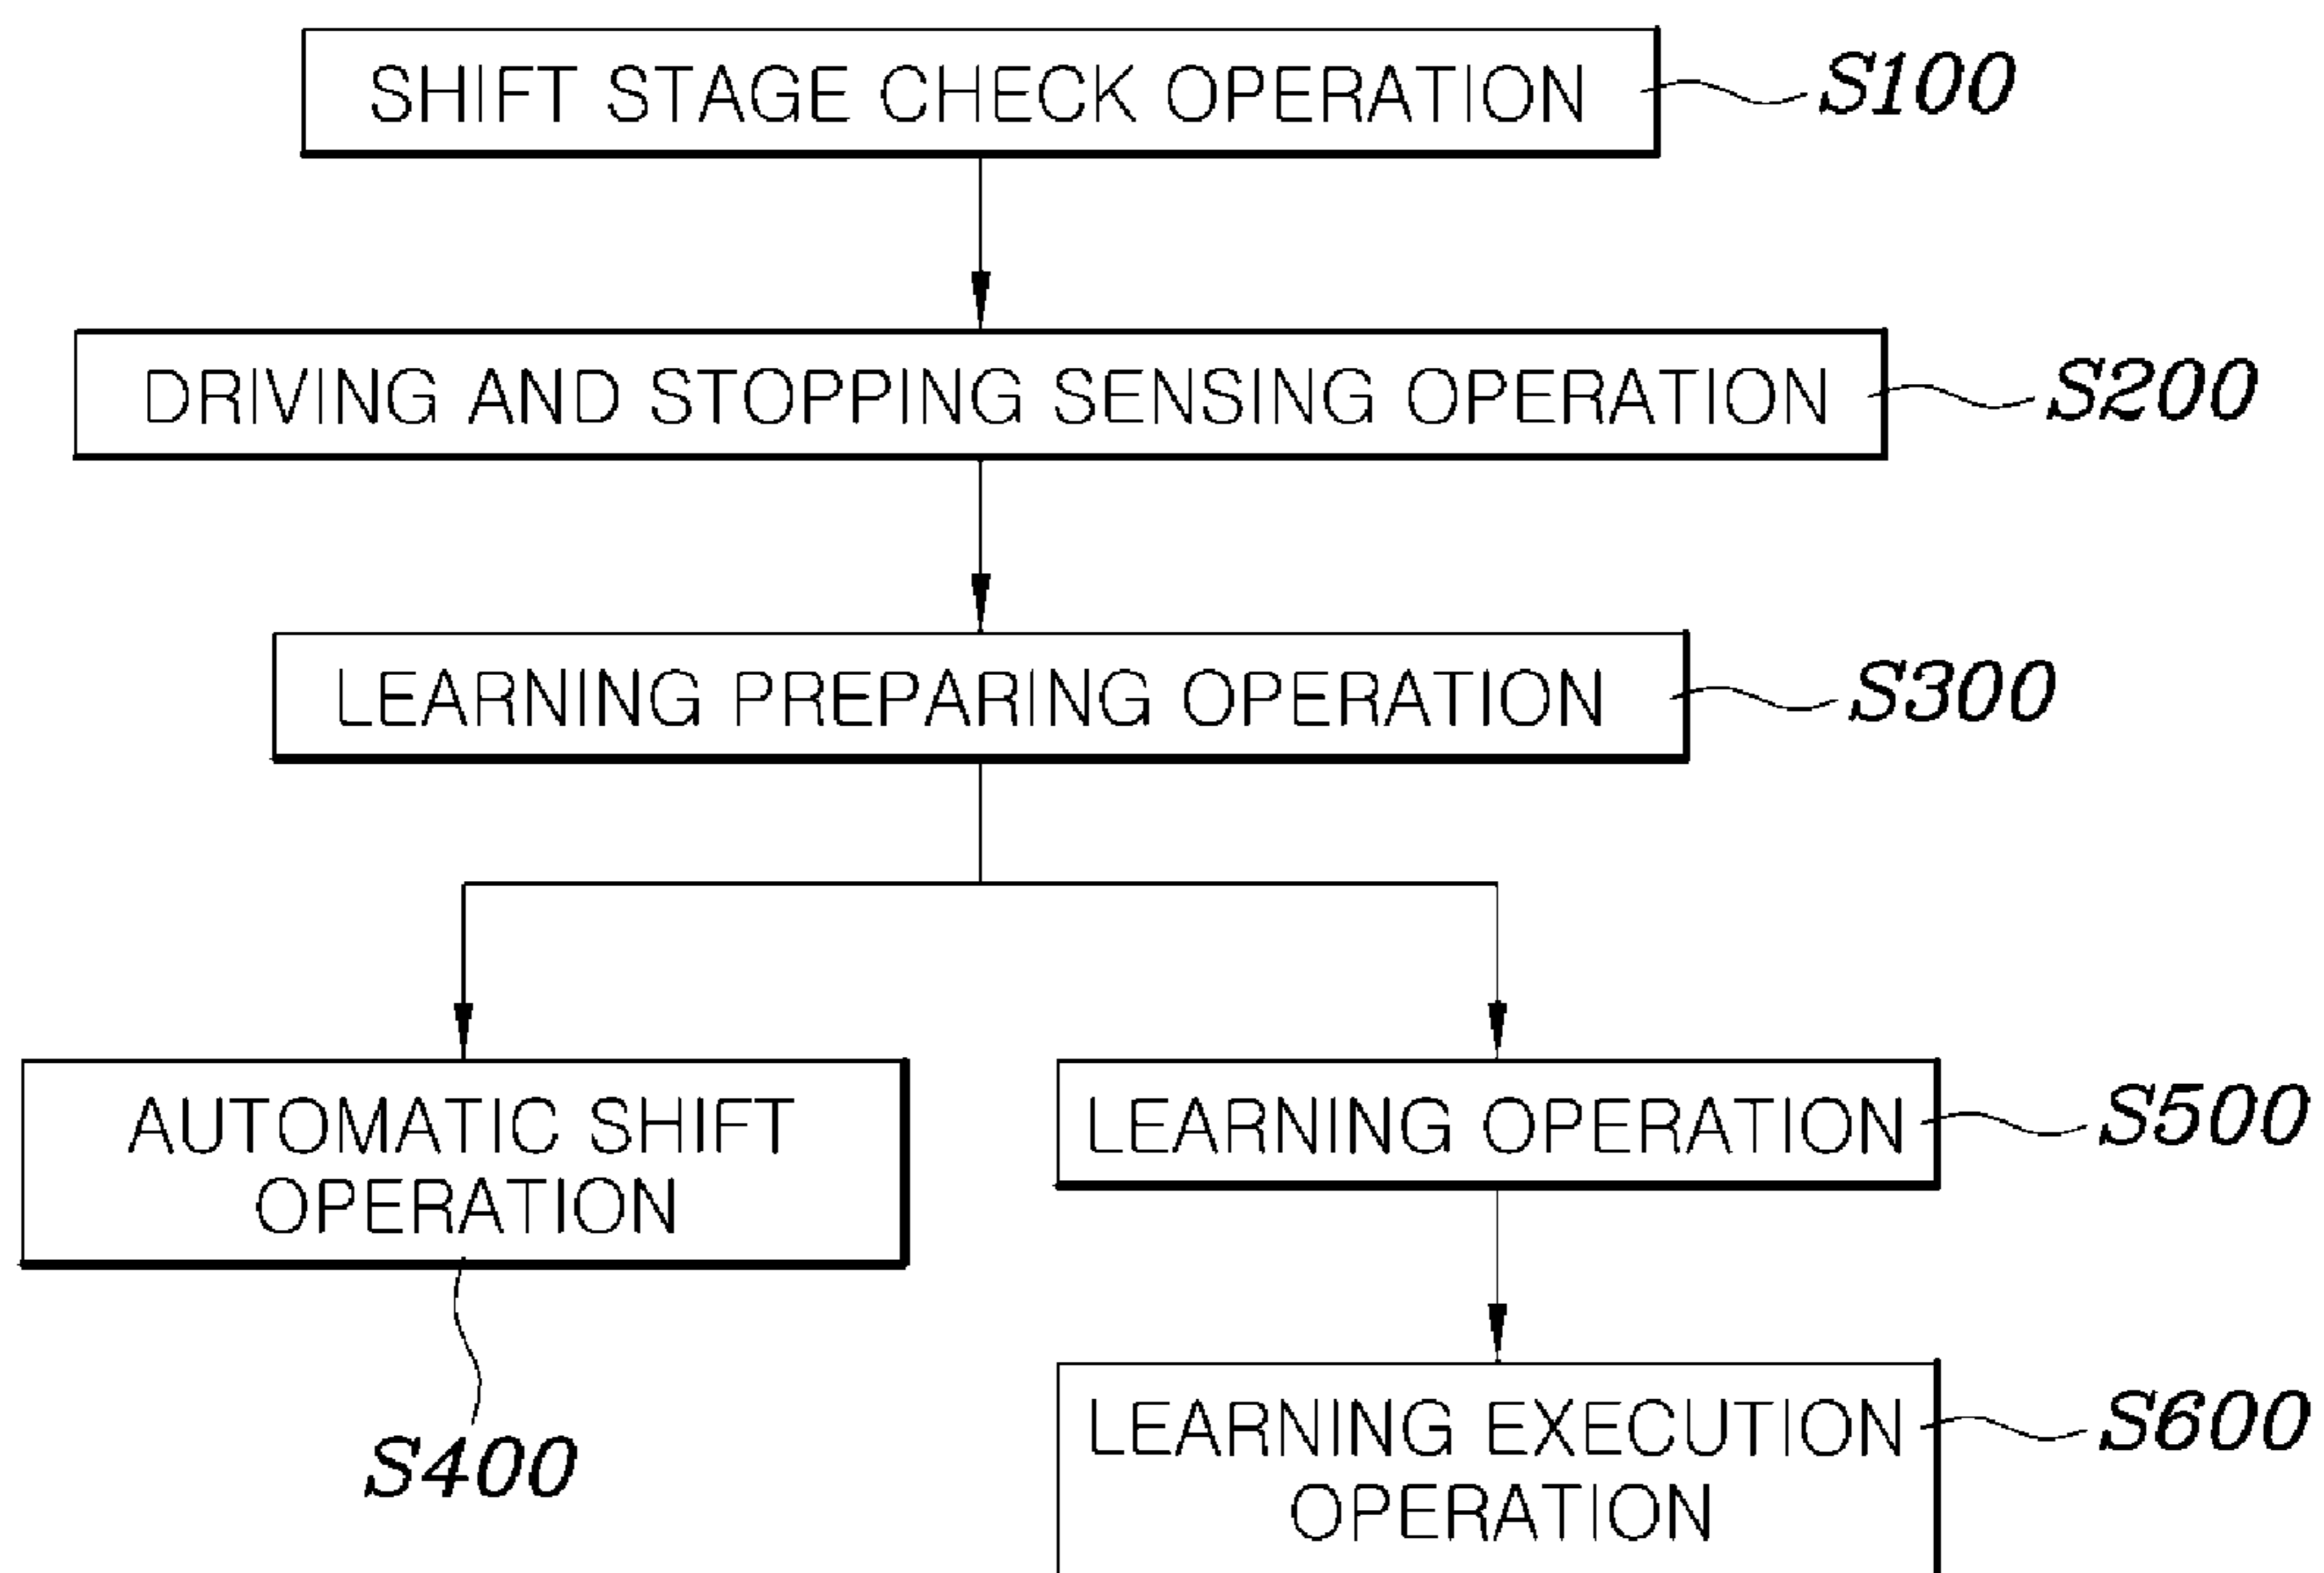 SHIFT STAGE CHECK OPERATION
S100
DRIVING AND STOPPING SENSING OPERATION
S200
LEARNING PREPARING OPERATION
S300
AUTOMATIC SHIFT
OPERATION
S400
LEARNING OPERATION
S500
LEARNING EXECUTION
OPERATION
S600